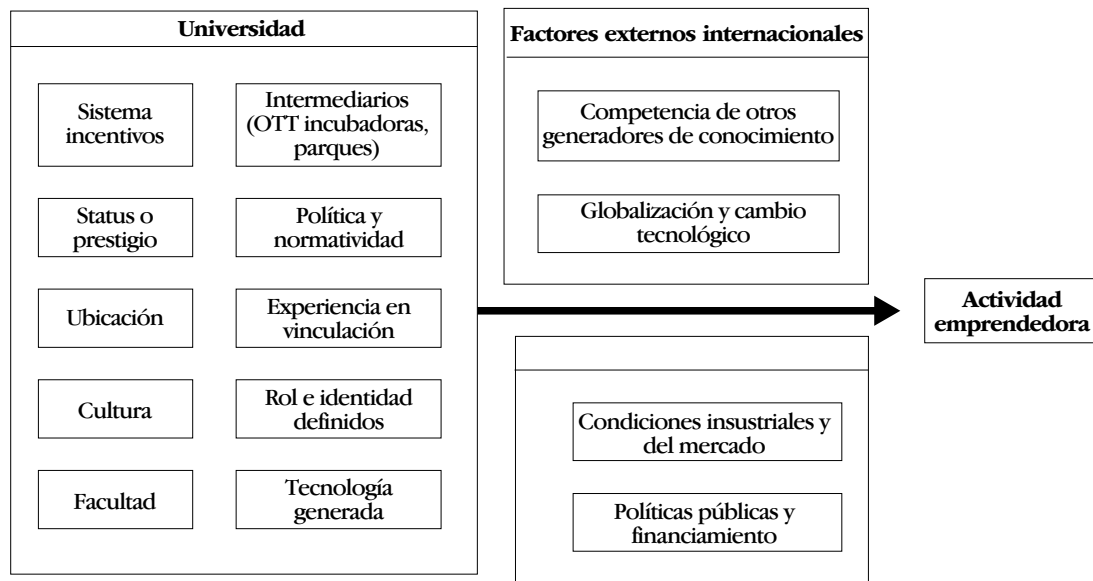 Universidad
Sistema
incentivos
Intermediarios
(OTT incubadoras,
parques)
Status o
prestigio
Política y
normatividad
Ubicación
Experiencia en
vinculación
Cultura
Rol e identidad
definidos
Facultad
Tecnología
generada
Factores externos internacionales
Competencia de otros
generadores de conocimiento
Globalización y cambio
tecnológico
Condiciones insustriales y
del mercado
Políticas públicas y
financiamiento
Actividad
emprendedora